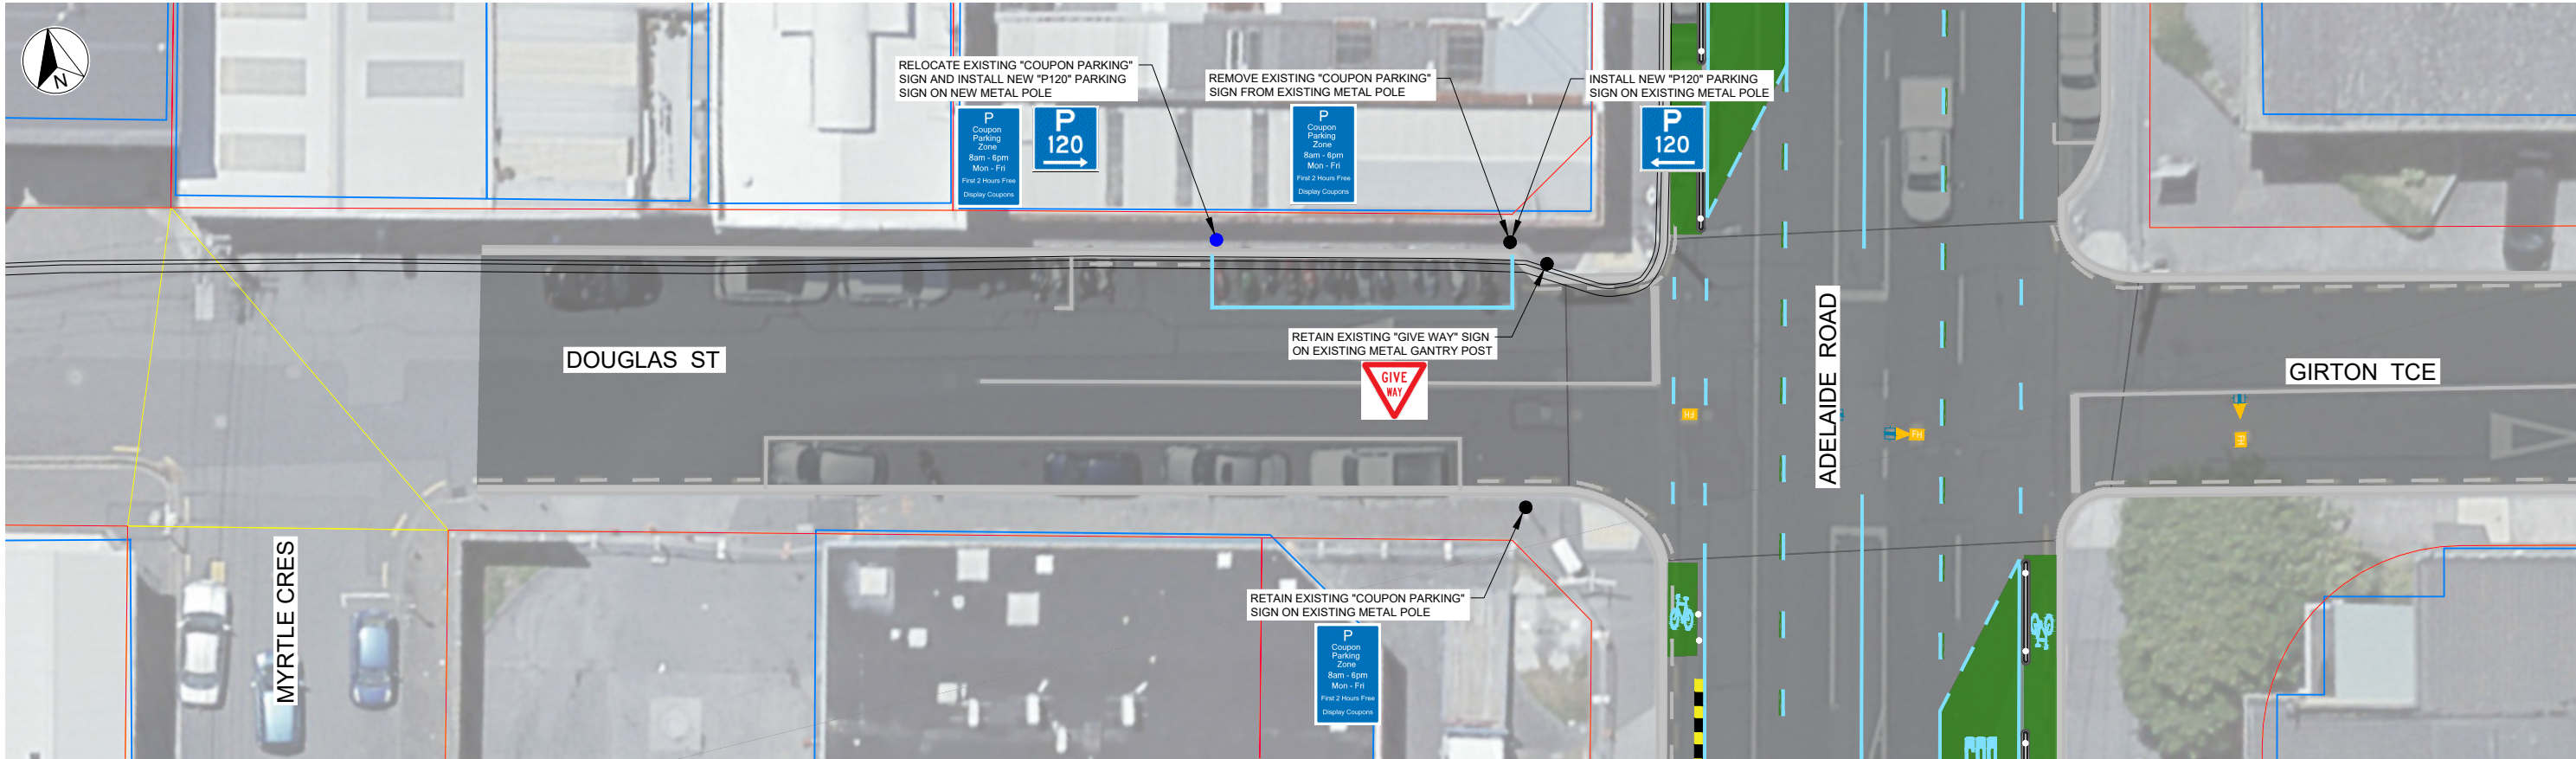 N
RELOCATE EXISTING "COUPON PARKING"
SIGN AND INSTALL NEW "P120" PARKING
SIGN ON NEW METAL POLE
REMOVE EXISTING "COUPON PARKING"
SIGN FROM EXISTING METAL POLE
INSTALL NEW "P120" PARKING
SIGN ON EXISTING METAL POLE
P
Coupon
Parking
Zone
8am - 6pm
Mon - Fri
First 2 Hours Free
Display Coupons
P
120
P
Coupon
Parking
Zone
8am - 6pm
Mon - Fri
First 2 Hours Free
Display Coupons
P
120
RETAIN EXISTING "GIVE WAY" SIGN
ON EXISTING METAL GANTRY POST
GIVE
WAY
DOUGLAS ST
ADELAIDE ROAD
GIRTON TCE
FH
FH
FH
MYRTLE CRES
RETAIN EXISTING "COUPON PARKING"
SIGN ON EXISTING METAL POLE
P
Coupon
Parking
Zone
8am - 6pm
Mon - Fri
First 2 Hours Free
Display Coupons